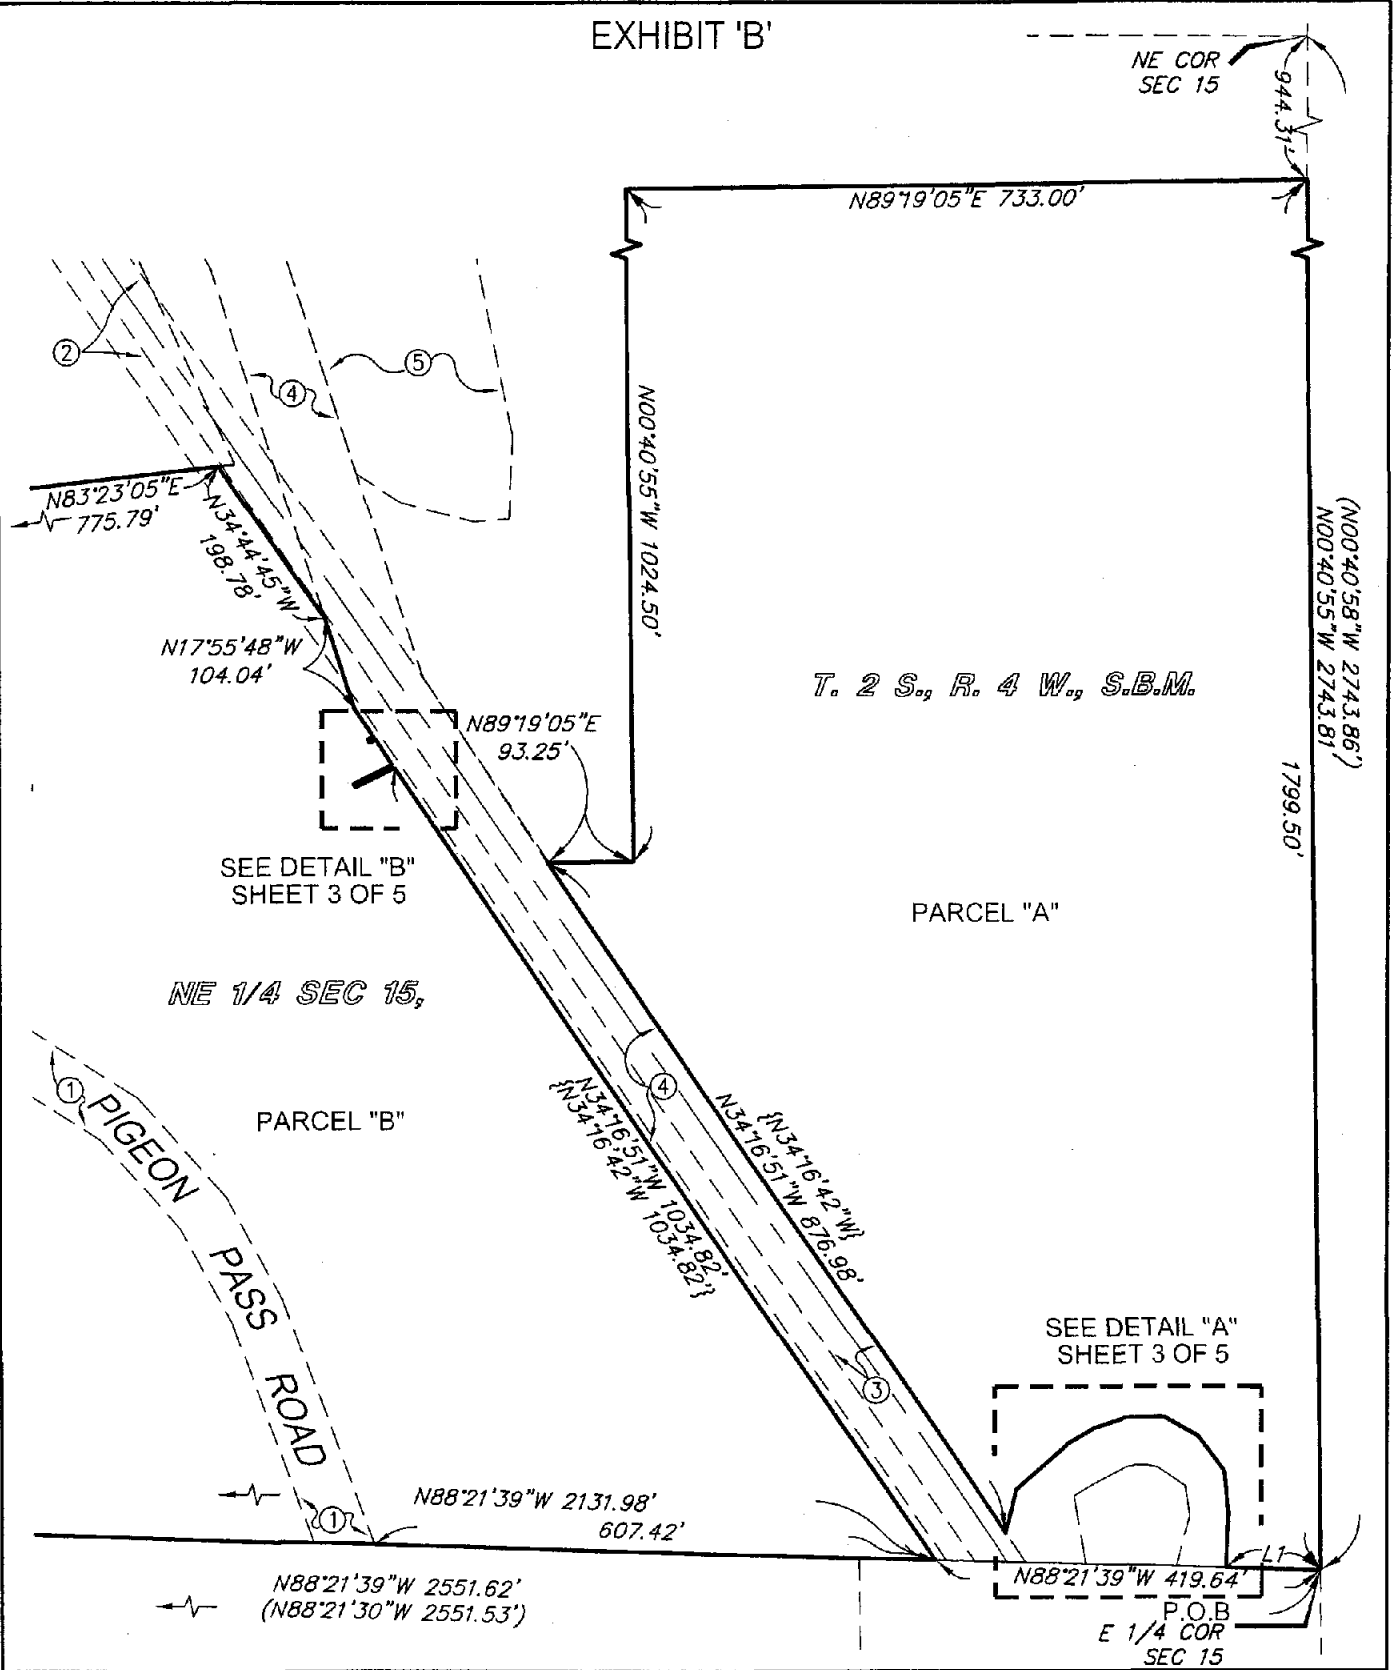 EXHIBIT 'B'
NE COR
SEC 15
944.31'
N89°19'05"E 733.00'
②
⑤
④
N83°23'05"E
775.79'
N34°44'45"W
198.78'
N00°40'55"W 1024.50'
(N00°40'58"W 2743.86')
N00°40'55"W 2743.81'
N17°55'48"W
104.04'
T. 2 S., R. 4 W., S.B.M.
N89°19'05"E
93.25'
1799.50'
SEE DETAIL "B"
SHEET 3 OF 5
PARCEL "A"
NE 1/4 SEC 15,
①
④
PIGEON PASS ROAD
PARCEL "B"
N34°16'51"W 1034.82'
{N34°16'42"W 1034.82'}
{N34°16'42"W}
N34°16'51"W 876.98'
SEE DETAIL "A"
SHEET 3 OF 5
③
N88°21'39"W 2131.98'
607.42'
①
L1
N88°21'39"W 419.64'
N88°21'39"W 2551.62'
(N88°21'30"W 2551.53')
P.O.B
E 1/4 COR
SEC 15